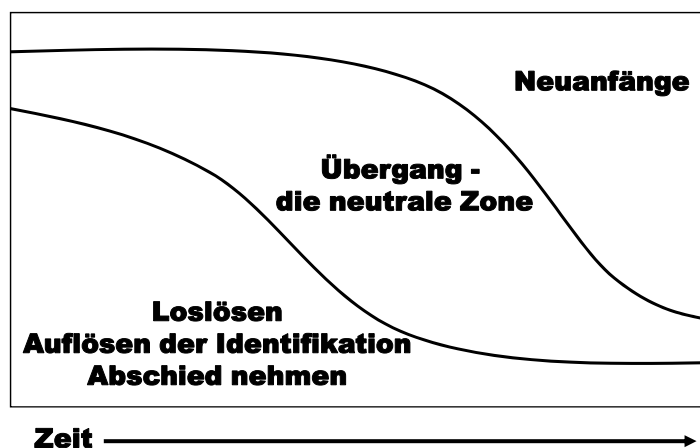 Neuanfänge
Übergang -
die neutrale Zone
Loslösen
Auflösen der Identifikation
Abschied nehmen
Zeit